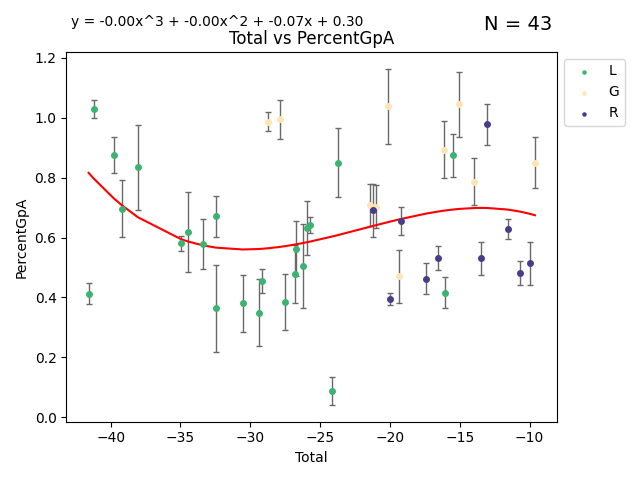 y = -0.00x^3 + -0.00x^2 + -0.07x + 0.30
N = 43
Total vs PercentGpA
L
G
R
1.2
1.0
0.8
0.6
0.4
0.2
0.0
PercentGpA
−40 −35 −30 −25 −20 −15 −10
Total